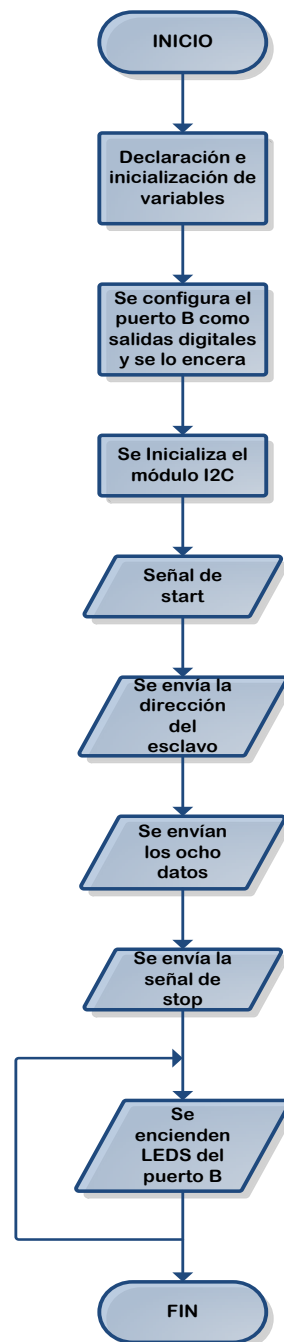 INICIO
Declaración e
inicialización de
variables
Se configura el
puerto B como
salidas digitales
y se lo encera
Se Inicializa el
módulo I2C
Señal de
start
Se envía la
dirección
del
esclavo
Se envían
los ocho
datos
Se envía la
señal de
stop
Se
encienden
LEDS del
puerto B
FIN